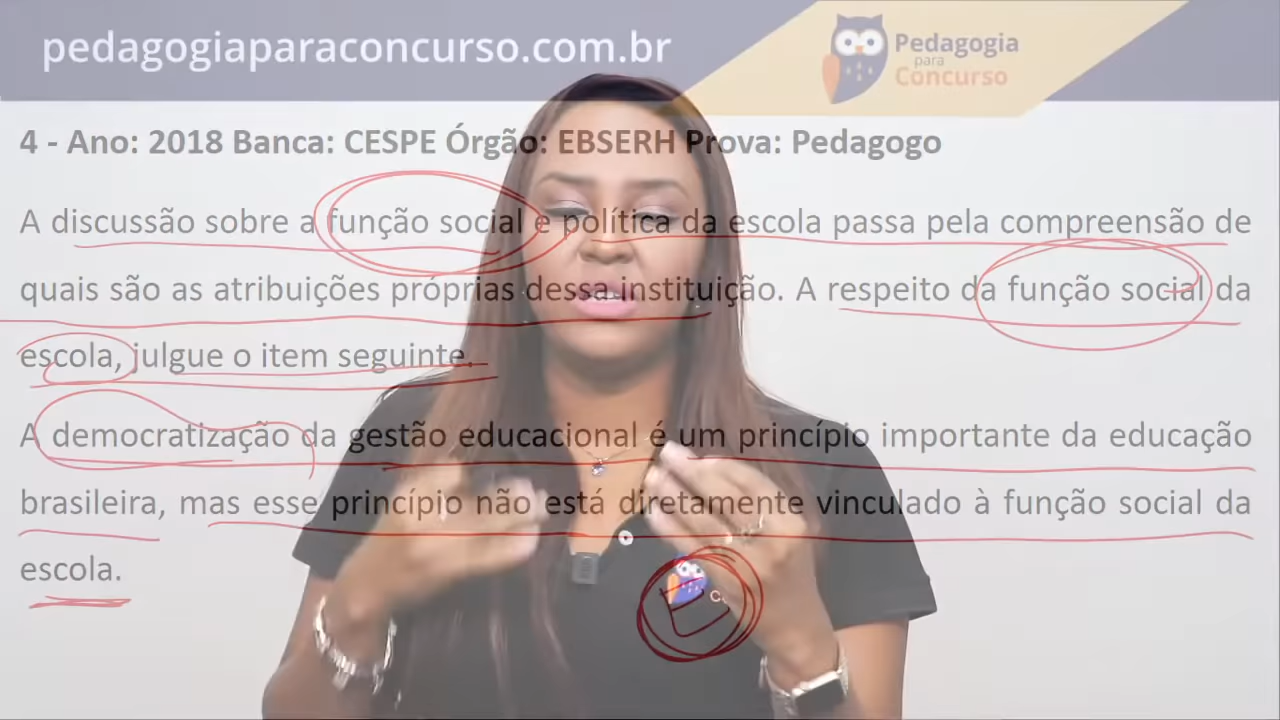 pedagogiaparaconcurso.com.br
Pedagogia
para
Concurso
4 - Ano: 2018 Banca: CESPE Órgão: EBSERH Prova: Pedagogo
A discussão sobre a função social e política da escola passa pela compreensão de
quais são as atribuições próprias dessa instituição. A respeito da função social da
escola, julgue o item seguinte.
A democratização da gestão educacional é um princípio importante da educação
brasileira, mas esse princípio não está diretamente vinculado à função social da
escola.
E